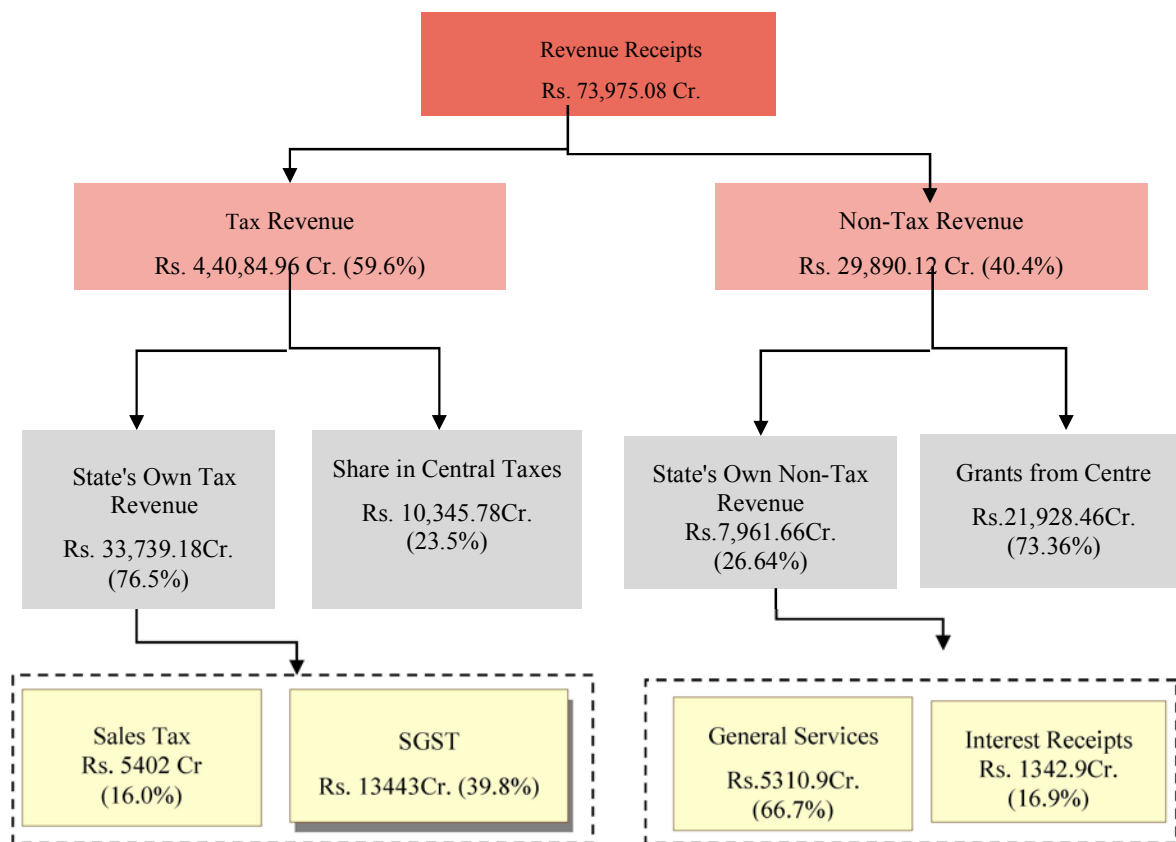 Revenue Receipts
Rs. 73,975.08 Cr.
Tax Revenue
Rs. 4,40,84.96 Cr. (59.6%)
Non-Tax Revenue
Rs. 29,890.12 Cr. (40.4%)
State's Own Tax
Revenue
Rs. 33,739.18Cr.
(76.5%)
Share in Central Taxes
Rs. 10,345.78Cr.
(23.5%)
State's Own Non-Tax
Revenue
Rs.7,961.66Cr.
(26.64%)
Grants from Centre
Rs.21,928.46Cr.
(73.36%)
Sales Tax
Rs. 5402 Cr
(16.0%)
SGST
Rs. 13443Cr. (39.8%)
General Services
Rs.5310.9Cr.
(66.7%)
Interest Receipts
Rs. 1342.9Cr.
(16.9%)